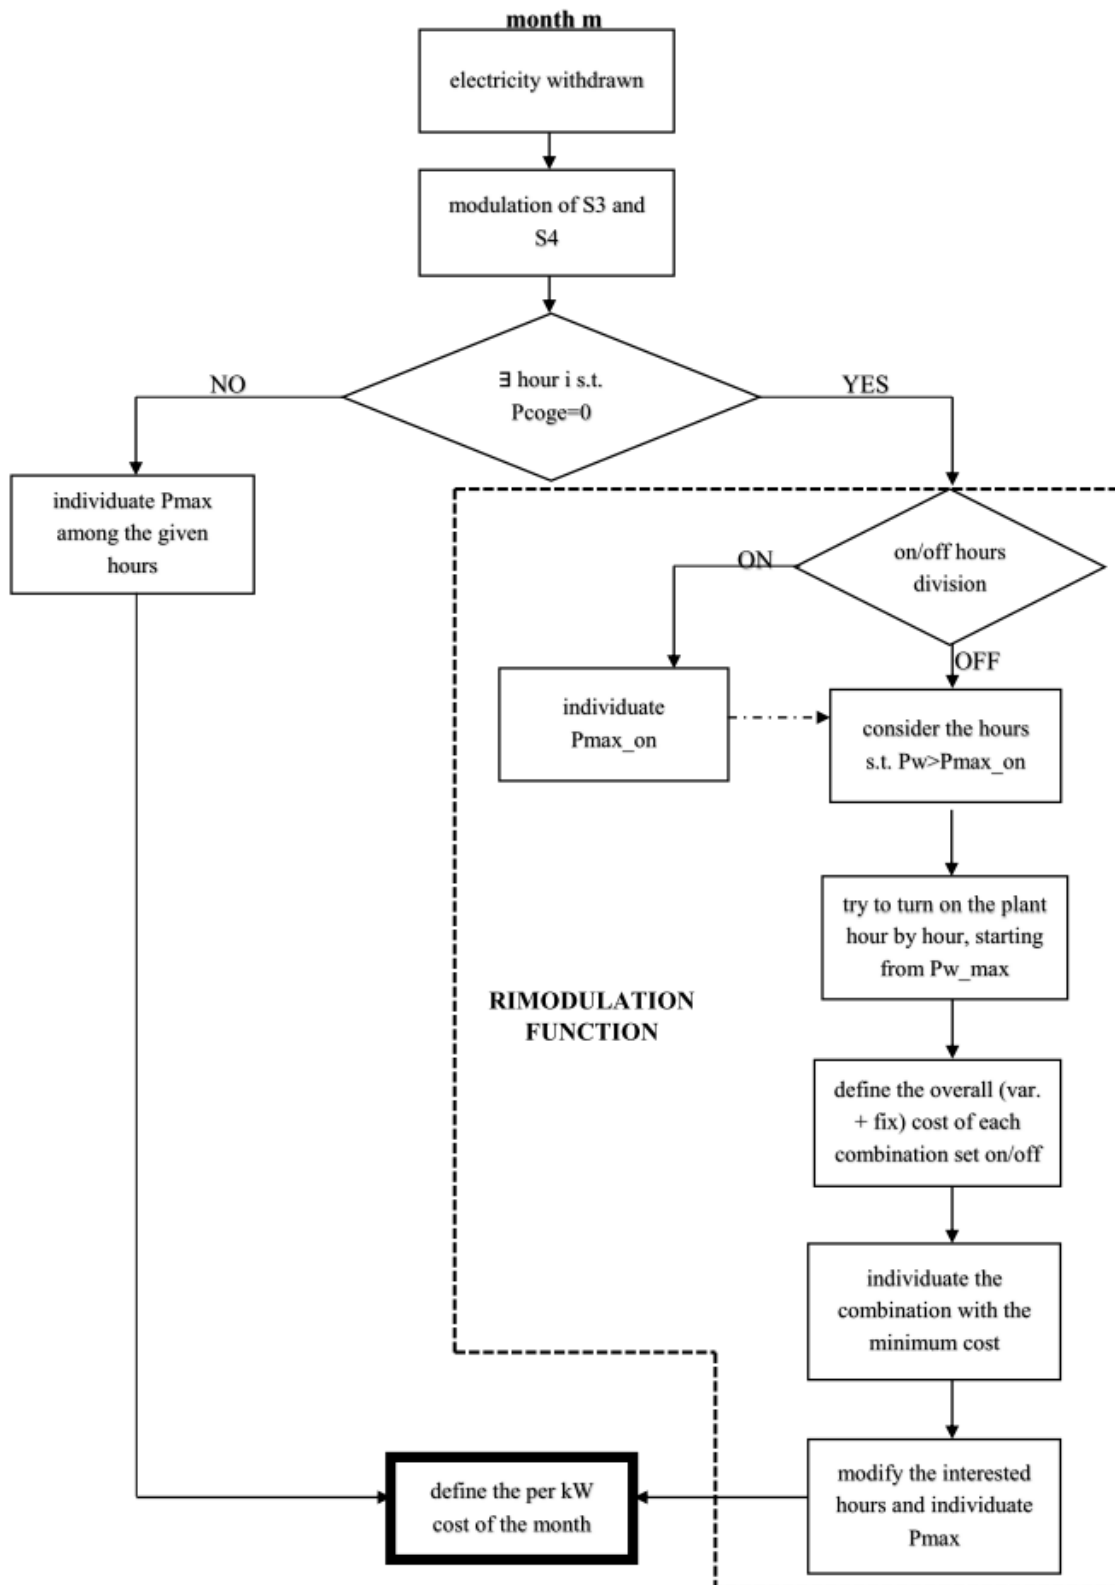 month m
electricity withdrawn
modulation of S3 and
S4
∃ hour i s.t.
Pcoge=0
NO
YES
individuate Pmax
among the given
hours
on/off hours
division
ON
OFF
individuate
Pmax_on
consider the hours
s.t. Pw>Pmax_on
try to turn on the plant
hour by hour, starting
from Pw_max
RIMODULATION
FUNCTION
define the overall (var.
+ fix) cost of each
combination set on/off
individuate the
combination with the
minimum cost
modify the interested
hours and individuate
Pmax
define the per kW
cost of the month